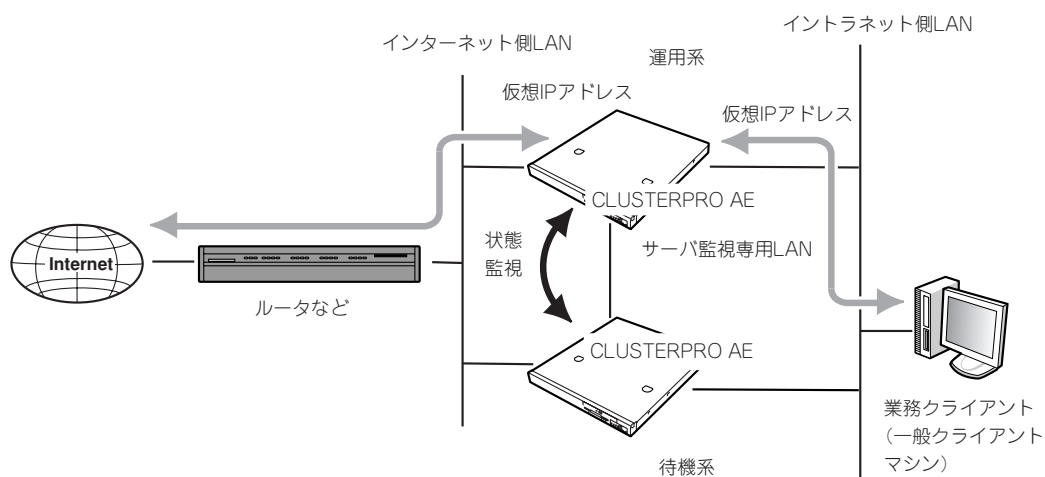 インターネット側LAN
イントラネット側LAN
運用系
仮想IPアドレス
仮想IPアドレス
CLUSTERPRO AE
状態
監視
サーバ監視専用LAN
Internet
ルータなど
CLUSTERPRO AE
業務クライアント
（一般クライアント
マシン）
待機系